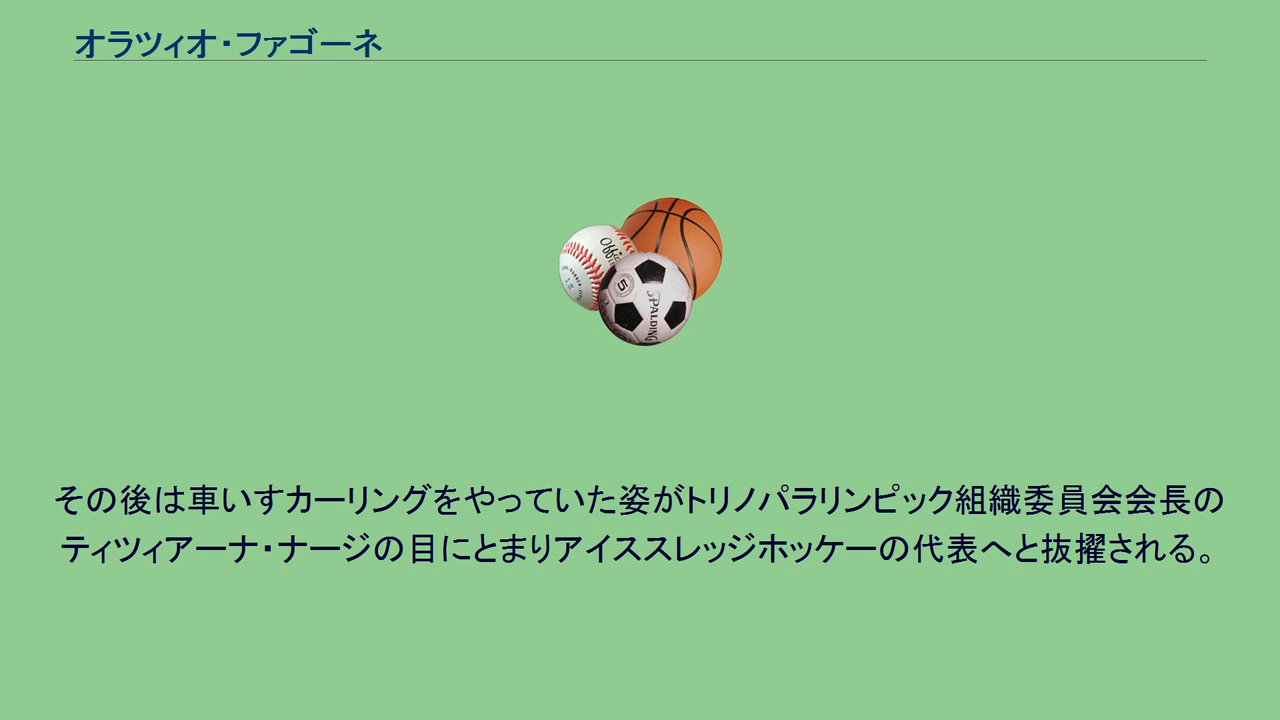 オラツィオ・ファゴーネ
Offici
5
SPALDING
その後は車いすカーリングをやっていた姿がトリノパラリンピック組織委員会会長の
ティツィアーナ・ナージの目にとまりアイススレッジホッケーの代表へと抜擢される。